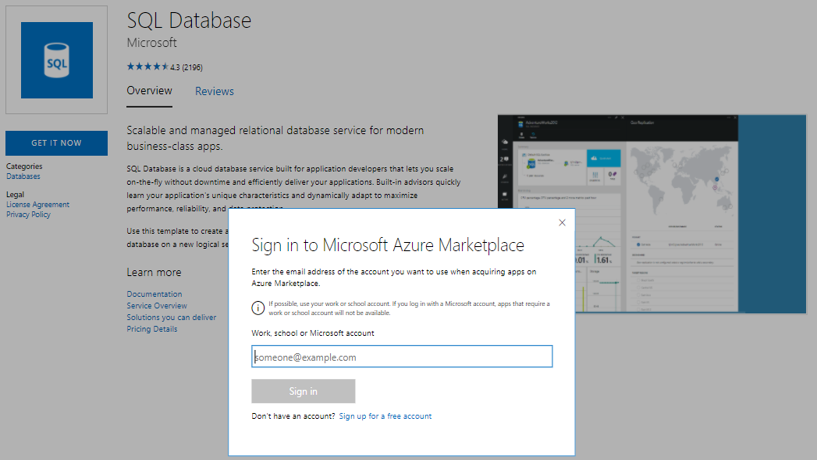 SQL Database
Microsoft
SQL
4.3 (2196)
Overview
Reviews
GET IT NOW
Categories
Databases
Legal
License Agreement
Privacy Policy
Scalable and managed relational database service for modern
business-class apps.
SQL Database is a cloud database service built for application developers that lets you scale
on-the-fly without downtime and efficiently deliver your applications. Built-in advisors quickly
learn your application's unique characteristics and dynamically adapt to maximize
performance, reliability, and data protection.
Use this template to create a
database on a new logical se
Learn more
Documentation
Service Overview
Solutions you can deliver
Pricing Details
Sign in to Microsoft Azure Marketplace
Enter the email address of the account you want to use when acquiring apps on
Azure Marketplace.
If possible, use your work or school account. If you log in with a Microsoft account, apps that require a
work or school account will not be available.
Work, school or Microsoft account
someone@example.com
Sign in
Don't have an account? Sign up for a free account